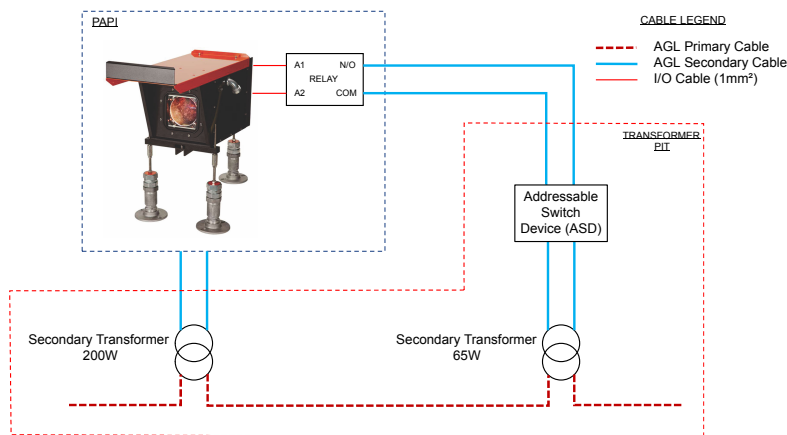 PAPI
CABLE LEGEND
AGL Primary Cable
AGL Secondary Cable
I/O Cable (1mm²)
A1 N/O
RELAY
A2 COM
TRANSFORMER
PIT
Addressable
Switch
Device (ASD)
Secondary Transformer
200W
Secondary Transformer
65W